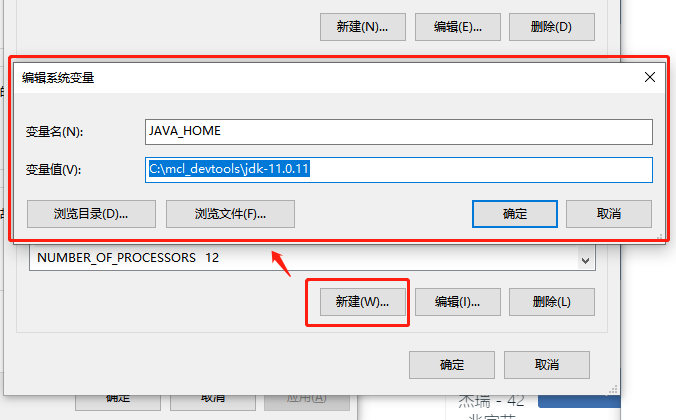 新建(N)... 编辑(E)... 删除(D)
编辑系统变量
变量名(N): JAVA_HOME
变量值(V): C:\mcl_devtools\jdk-11.0.11
浏览目录(D)... 浏览文件(F)... 确定 取消
NUMBER_OF_PROCESSORS 12
新建(W)... 编辑(I)... 删除(L)
确定 取消
确定 取消 应用(A)
杰瑞 - 42